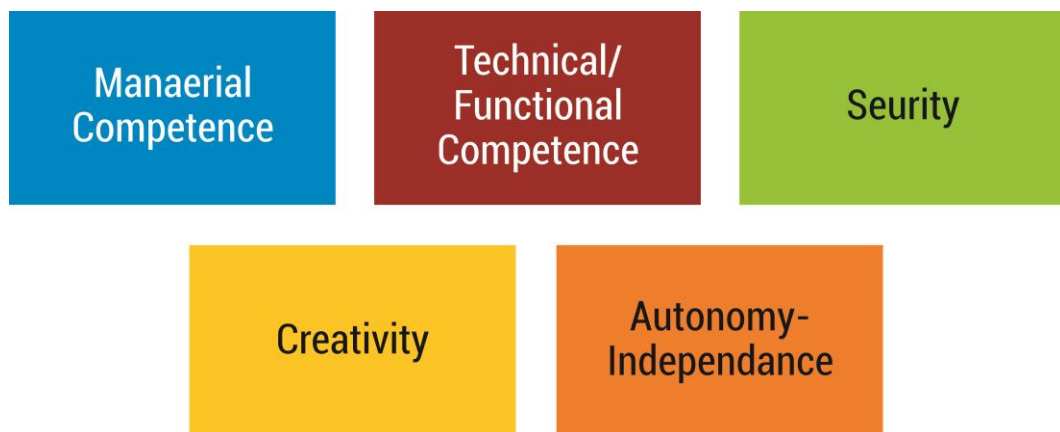 Manaerial
Competence
Technical/
Functional
Competence
Seurity
Creativity
Autonomy-
Independance